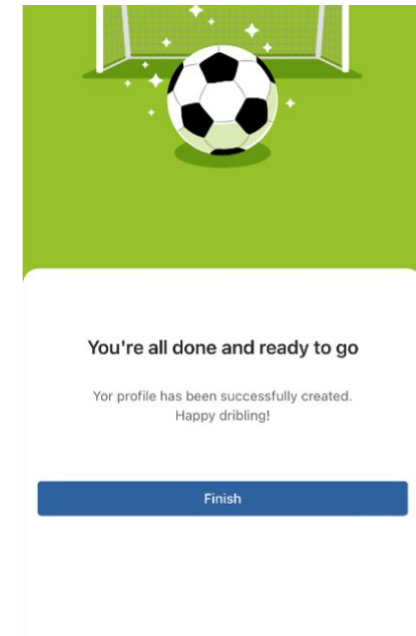 You're all done and ready to go
Yor profile has been successfully created.
Happy dribling!
Finish